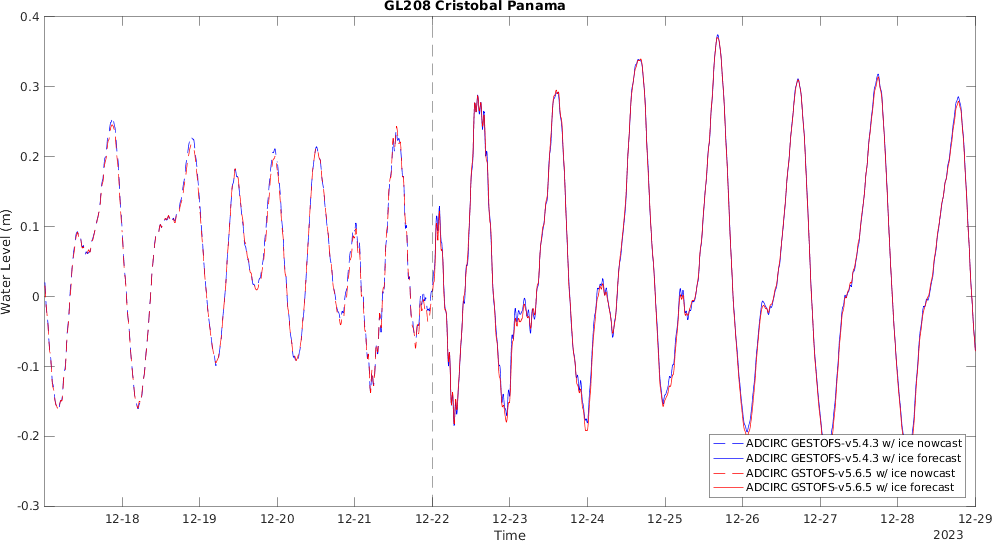 GL208 Cristobal Panama
0.4
0.3
0.2
0.1
0
-0.1
-0.2
-0.3
Water Level (m)
ADCIRC GESTOFS-v5.4.3 w/ ice nowcast
ADCIRC GESTOFS-v5.4.3 w/ ice forecast
ADCIRC GSTOFS-v5.6.5 w/ ice nowcast
ADCIRC GSTOFS-v5.6.5 w/ ice forecast
12-18 12-19 12-20 12-21 12-22 12-23 12-24 12-25 12-26 12-27 12-28 12-29
Time
2023